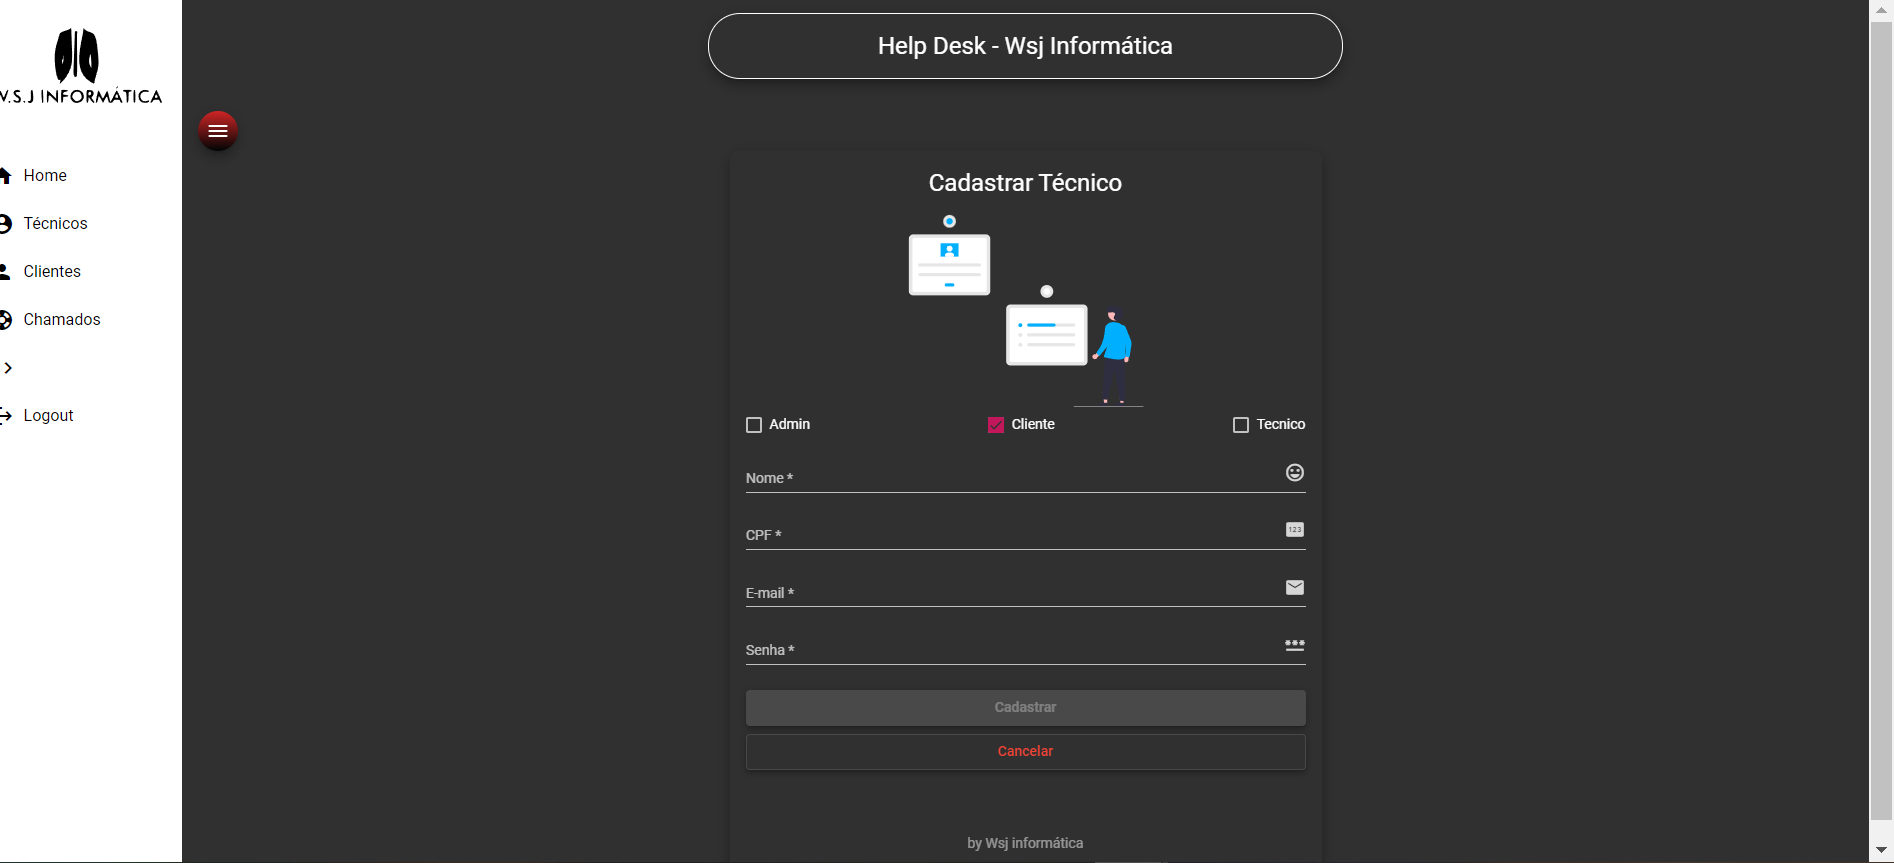 V.S.J INFORMÁTICA
Home
Técnicos
Clientes
Chamados
Logout
Help Desk - Wsj Informática
Cadastrar Técnico
Admin
Cliente
Tecnico
Nome *
CPF *
123
E-mail *
Senha *
Cadastrar
Cancelar
by Wsj informática